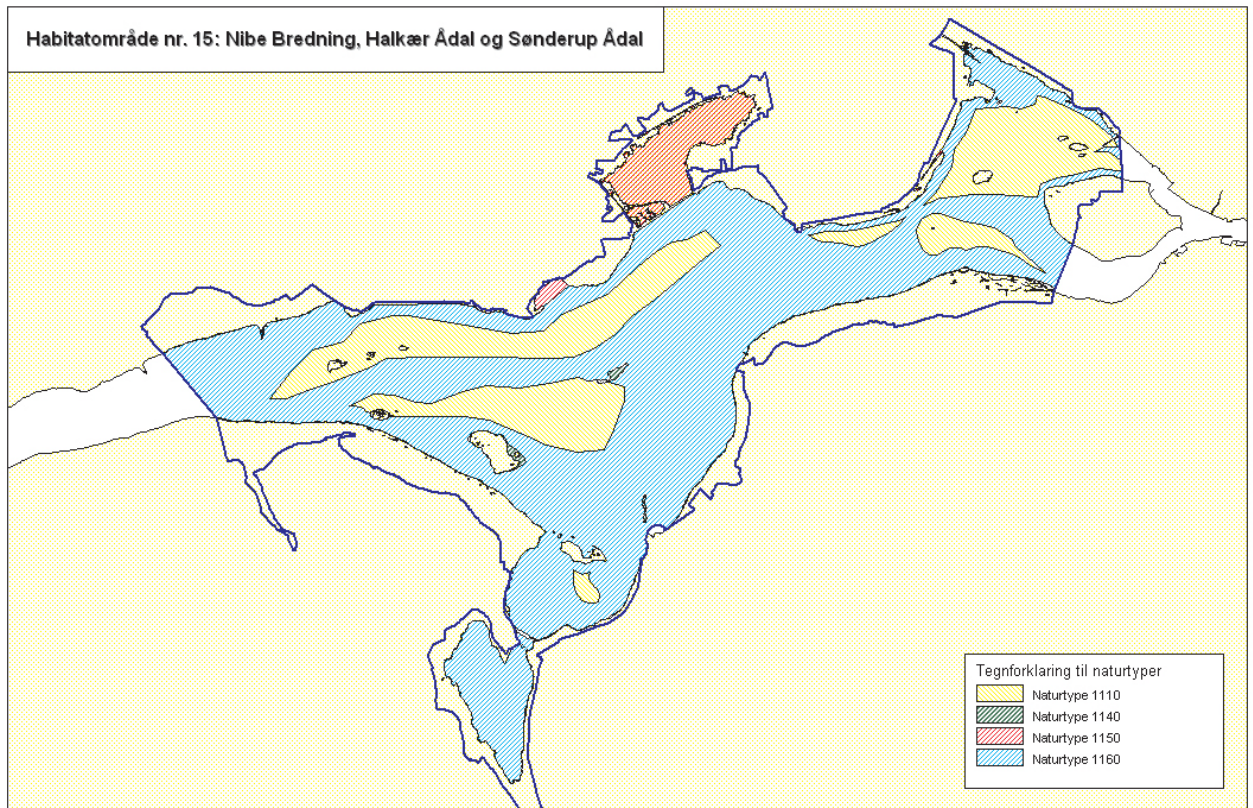 Habitatområde nr. 15: Nibe Bredning, Halkær Ådal og Sønderup Ådal
Tegnforklaring til naturtyper
Naturtype 1110
Naturtype 1140
Naturtype 1150
Naturtype 1160